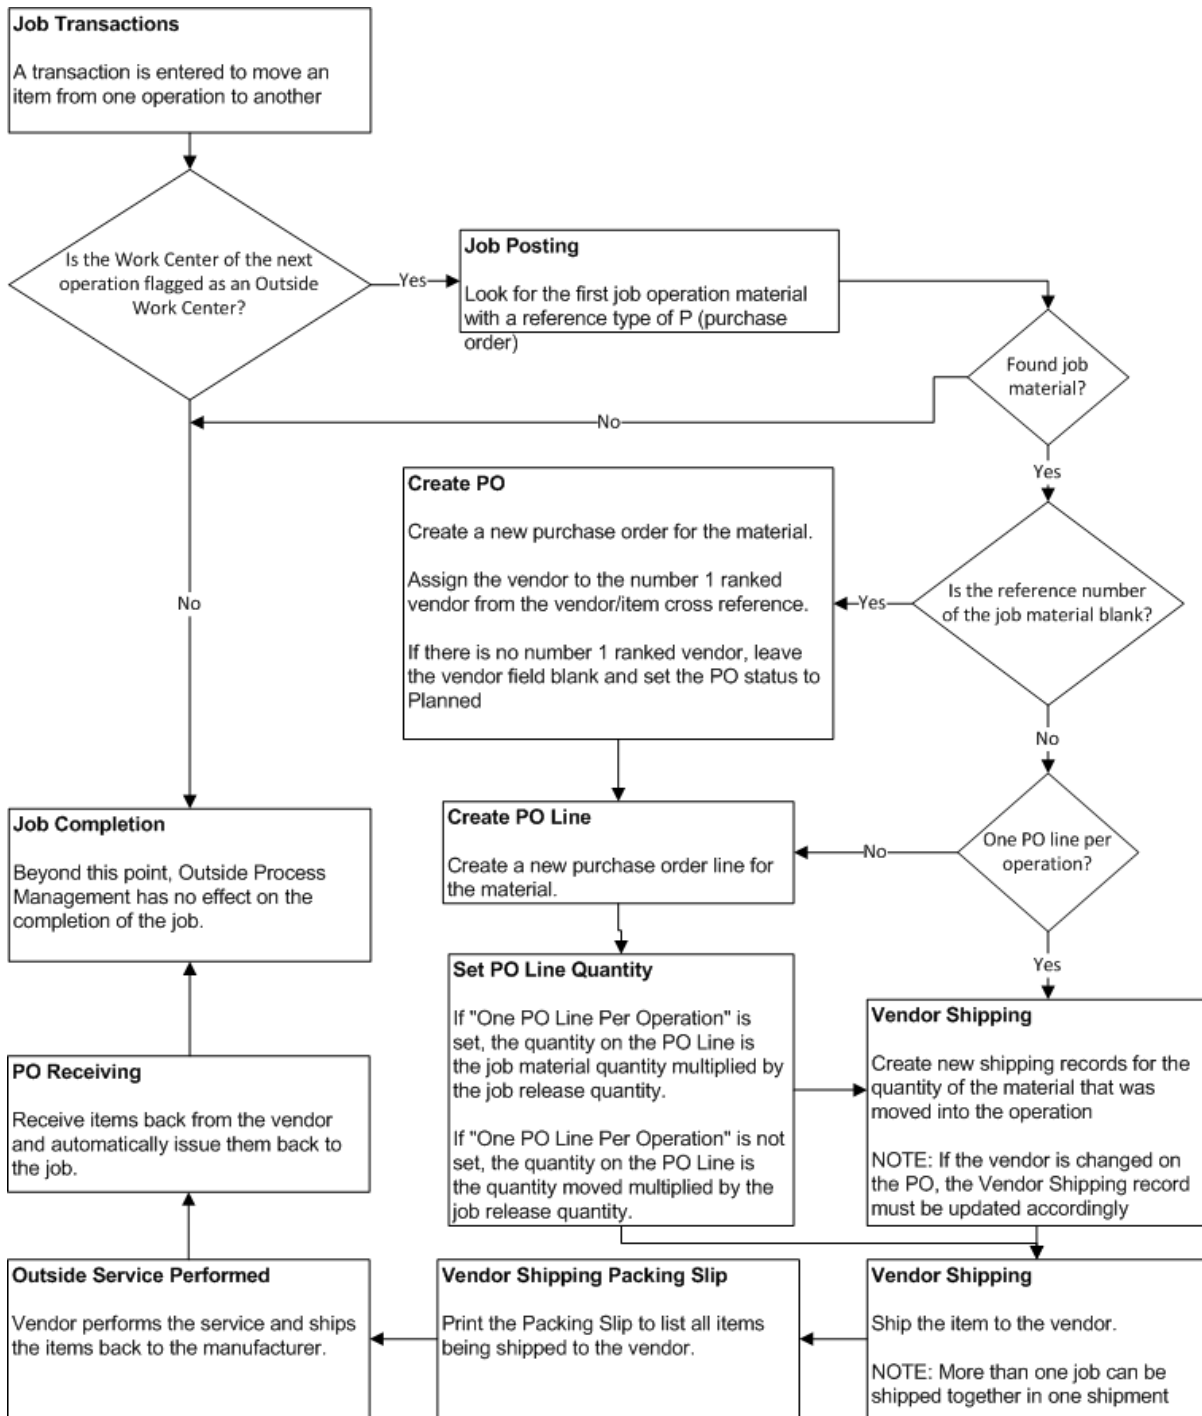 Job Transactions
A transaction is entered to move an
item from one operation to another
Is the Work Center of the next
operation flagged as an Outside
Work Center?
Yes
Job Posting
Look for the first job operation material
with a reference type of P (purchase
order)
Found job
material?
No
Yes
Create PO
Create a new purchase order for the material.
Assign the vendor to the number 1 ranked
vendor from the vendor/item cross reference.
If there is no number 1 ranked vendor, leave
the vendor field blank and set the PO status to
Planned
Yes
Is the reference number
of the job material blank?
No
No
Job Completion
Beyond this point, Outside Process
Management has no effect on the
completion of the job.
Create PO Line
Create a new purchase order line for
the material.
No
One PO line per
operation?
Yes
Set PO Line Quantity
If "One PO Line Per Operation" is
set, the quantity on the PO Line is
the job material quantity multiplied by
the job release quantity.
If "One PO Line Per Operation" is not
set, the quantity on the PO Line is
the quantity moved multiplied by the
job release quantity.
Vendor Shipping
Create new shipping records for the
quantity of the material that was
moved into the operation
NOTE: If the vendor is changed on
the PO, the Vendor Shipping record
must be updated accordingly
PO Receiving
Receive items back from the vendor
and automatically issue them back to
the job.
Outside Service Performed
Vendor performs the service and ships
the items back to the manufacturer.
Vendor Shipping Packing Slip
Print the Packing Slip to list all items
being shipped to the vendor.
Vendor Shipping
Ship the item to the vendor.
NOTE: More than one job can be
shipped together in one shipment